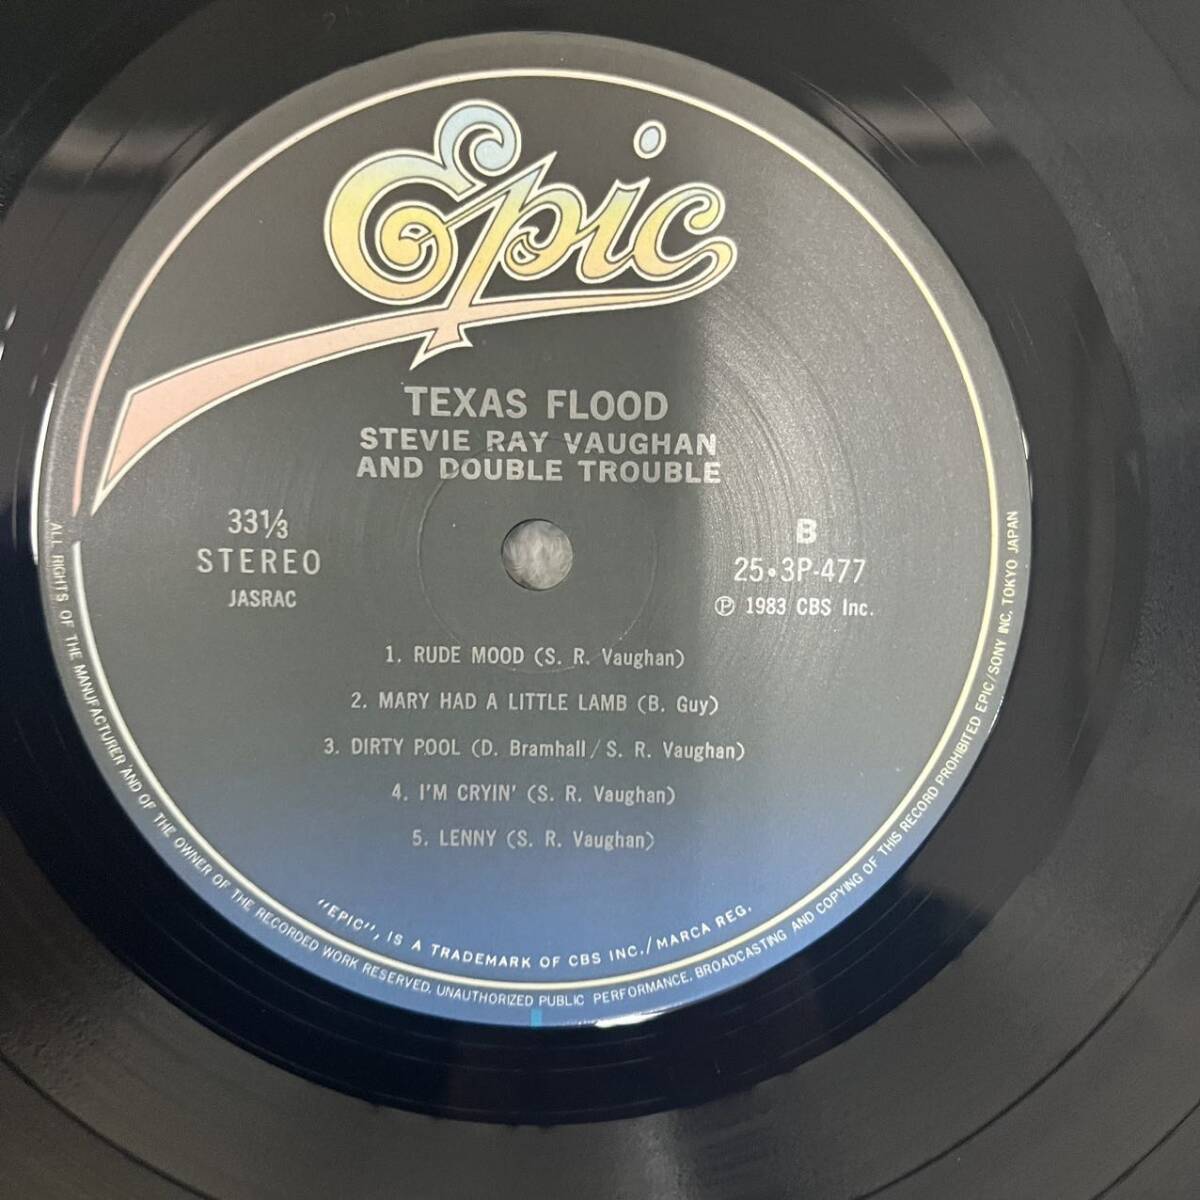 Epic
TEXAS FLOOD
STEVIE RAY VAUGHAN
AND DOUBLE TROUBLE
33⅓
STEREO
JASRAC
B
25•3P-477
℗ 1983 CBS Inc.
1. RUDE MOOD (S. R. Vaughan)
2. MARY HAD A LITTLE LAMB (B. Guy)
3. DIRTY POOL (D. Bramhall / S. R. Vaughan)
4. I'M CRYIN' (S. R. Vaughan)
5. LENNY (S. R. Vaughan)
"EPIC", IS A TRADEMARK OF CBS INC./MARCA REG.
ALL RIGHTS OF THE MANUFACTURER AND OF THE OWNER OF THE RECORDED WORK RESERVED. UNAUTHORIZED PUBLIC PERFORMANCE, BROADCASTING AND COPYING OF THIS RECORD PROHIBITED EPIC/SONY INC. TOKYO JAPAN